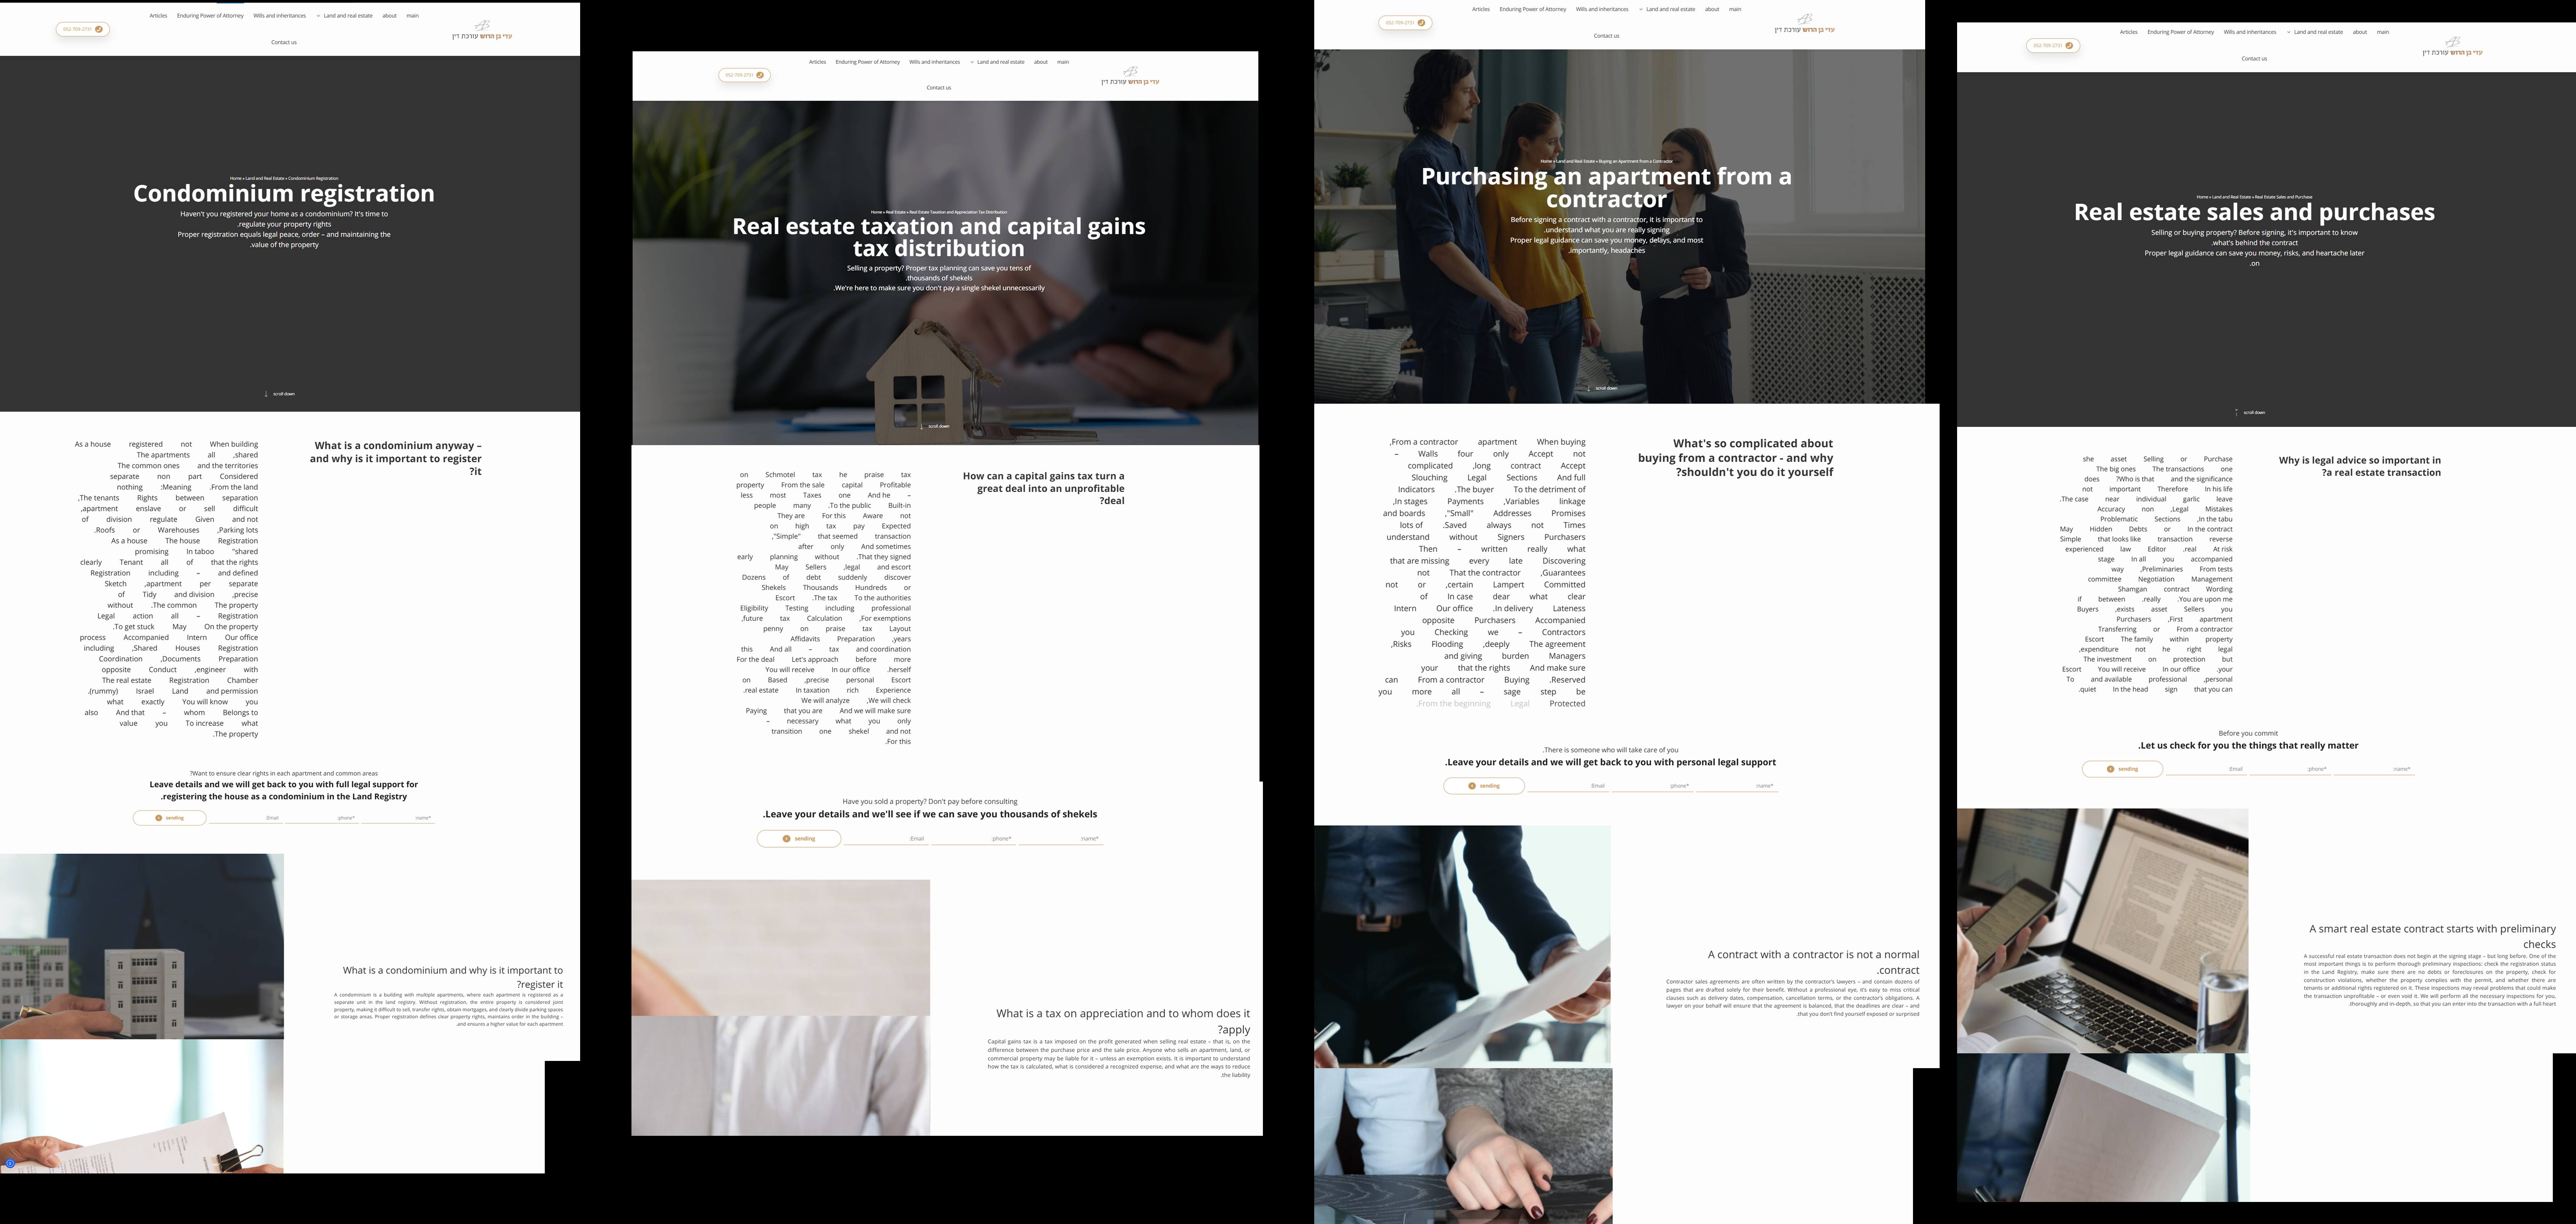 Articles Enduring Power of Attorney Wills and inheritances Land and real estate about main
Contact us
052-709-2731
עדי בן הרוש עורכת דין
Home » Land and Real Estate » Condominium Registration
Condominium registration
Haven't you registered your home as a condominium? It's time to
.regulate your property rights
Proper registration equals legal peace, order – and maintaining the
.value of the property
scroll down
What is a condominium anyway –
and why is it important to register
?it
As a house registered not When building
The apartments all ,shared
The common ones and the territories
separate non part Considered
nothing :Meaning .From the land
,The tenants Rights between separation
,apartment enslave or sell difficult
of division regulate Given and not
.Roofs or Warehouses ,Parking lots
As a house The house Registration
promising In taboo "shared
clearly Tenant all of that the rights
Registration including – and defined
Sketch ,apartment per separate
of Tidy and division ,precise
without .The common The property
Legal action all – Registration
.To get stuck May On the property
process Accompanied Intern Our office
including ,Shared Houses Registration
Coordination ,Documents Preparation
opposite Conduct ,engineer with
The real estate Registration Chamber
.(rummy) Israel Land and permission
what exactly You will know you
also And that – whom Belongs to
value you To increase what
.The property
?Want to ensure clear rights in each apartment and common areas
Leave details and we will get back to you with full legal support for
.registering the house as a condominium in the Land Registry
sending :Email :phone* :name*
What is a condominium and why is it important to
?register it
A condominium is a building with multiple apartments, where each apartment is registered as a
separate unit in the land registry. Without registration, the entire property is considered joint
property, making it difficult to sell, transfer rights, obtain mortgages, and clearly divide parking spaces
or storage areas. Proper registration defines clear property rights, maintains order in the building –
.and ensures a higher value for each apartment
Articles Enduring Power of Attorney Wills and inheritances Land and real estate about main
Contact us
052-709-2731
עדי בן הרוש עורכת דין
Home » Real Estate » Real Estate Taxation and Appreciation Tax Distribution
Real estate taxation and capital gains
tax distribution
Selling a property? Proper tax planning can save you tens of
.thousands of shekels
.We're here to make sure you don't pay a single shekel unnecessarily
scroll down
How can a capital gains tax turn a
great deal into an unprofitable
?deal
on Schmotel tax he praise tax
property From the sale capital Profitable
less most Taxes one And he –
people many .To the public Built-in
They are For this Aware not
on high tax pay Expected
,"Simple" that seemed transaction
after only And sometimes
early planning without .That they signed
May Sellers ,legal and escort
Dozens of debt suddenly discover
Shekels Thousands Hundreds or
Escort .The tax To the authorities
Eligibility Testing including professional
,future tax Calculation ,For exemptions
penny on praise tax Layout
Affidavits Preparation ,years
this And all – tax and coordination
For the deal Let's approach before more
You will receive In our office .herself
on Based ,precise personal Escort
.real estate In taxation rich Experience
We will analyze ,We will check
Paying that you are And we will make sure
– necessary what you only
transition one shekel and not
.For this
Have you sold a property? Don't pay before consulting
.Leave your details and we'll see if we can save you thousands of shekels
sending :Email :phone* :name*
What is a tax on appreciation and to whom does it
?apply
Capital gains tax is a tax imposed on the profit generated when selling real estate – that is, on the
difference between the purchase price and the sale price. Anyone who sells an apartment, land, or
commercial property may be liable for it – unless an exemption exists. It is important to understand
how the tax is calculated, what is considered a recognized expense, and what are the ways to reduce
.the liability
Articles Enduring Power of Attorney Wills and inheritances Land and real estate about main
Contact us
052-709-2731
עדי בן הרוש עורכת דין
Home » Land and Real Estate » Buying an Apartment from a Contractor
Purchasing an apartment from a
contractor
Before signing a contract with a contractor, it is important to
.understand what you are really signing
Proper legal guidance can save you money, delays, and most
.importantly, headaches
scroll down
What's so complicated about
buying from a contractor - and why
?shouldn't you do it yourself
,From a contractor apartment When buying
– Walls four only Accept not
complicated ,long contract Accept
Slouching Legal Sections And full
Indicators .The buyer To the detriment of
,In stages Payments ,Variables linkage
and boards ,"Small" Addresses Promises
lots of .Saved always not Times
understand without Signers Purchasers
Then – written really what
that are missing every late Discovering
not That the contractor ,Guarantees
not or ,certain Lampert Committed
of In case dear what clear
Intern Our office .In delivery Lateness
opposite Purchasers Accompanied
you Checking we – Contractors
,Risks Flooding ,deeply The agreement
and giving burden Managers
your that the rights And make sure
can From a contractor Buying .Reserved
you more all – sage step be
.From the beginning Legal Protected
.There is someone who will take care of you
.Leave your details and we will get back to you with personal legal support
sending :Email :phone* :name*
A contract with a contractor is not a normal
.contract
Contractor sales agreements are often written by the contractor's lawyers – and contain dozens of
pages that are drafted solely for their benefit. Without a professional eye, it's easy to miss critical
clauses such as delivery dates, compensation, cancellation terms, or the contractor's obligations. A
lawyer on your behalf will ensure that the agreement is balanced, that the deadlines are clear – and
.that you don't find yourself exposed or surprised
Articles Enduring Power of Attorney Wills and inheritances Land and real estate about main
Contact us
052-709-2731
עדי בן הרוש עורכת דין
Home » Land and Real Estate » Real Estate Sales and Purchase
Real estate sales and purchases
Selling or buying property? Before signing, it's important to know
.what's behind the contract
Proper legal guidance can save you money, risks, and heartache later
.on
scroll down
Why is legal advice so important in
?a real estate transaction
she asset Selling or Purchase
The big ones The transactions one
does ?Who is that and the significance
not important Therefore In his life
.The case near individual garlic leave
Accuracy non ,Legal Mistakes
Problematic Sections ,In the tabu
May Hidden Debts or In the contract
Simple that looks like transaction reverse
experienced law Editor .real At risk
stage In all you accompanied
way ,Preliminaries From tests
committee Negotiation Management
Shamgan contract Wording
if between .really .You are upon me
Buyers ,exists asset Sellers you
Purchasers ,First apartment
Transferring or From a contractor
Escort The family within property
,expenditure not he right legal
The investment on protection but
Escort You will receive In our office .your
To and available professional ,personal
.quiet In the head sign that you can
Before you commit
.Let us check for you the things that really matter
sending :Email :phone* :name*
A smart real estate contract starts with preliminary
checks
A successful real estate transaction does not begin at the signing stage – but long before. One of the
most important things is to perform thorough preliminary inspections: check the registration status
in the Land Registry, make sure there are no debts or foreclosures on the property, check for
construction violations, whether the property complies with the permit, and whether there are
tenants or additional rights registered on it. These inspections may reveal problems that could make
the transaction unprofitable – or even void it. We will perform all the necessary inspections for you,
.thoroughly and in-depth, so that you can enter into the transaction with a full heart